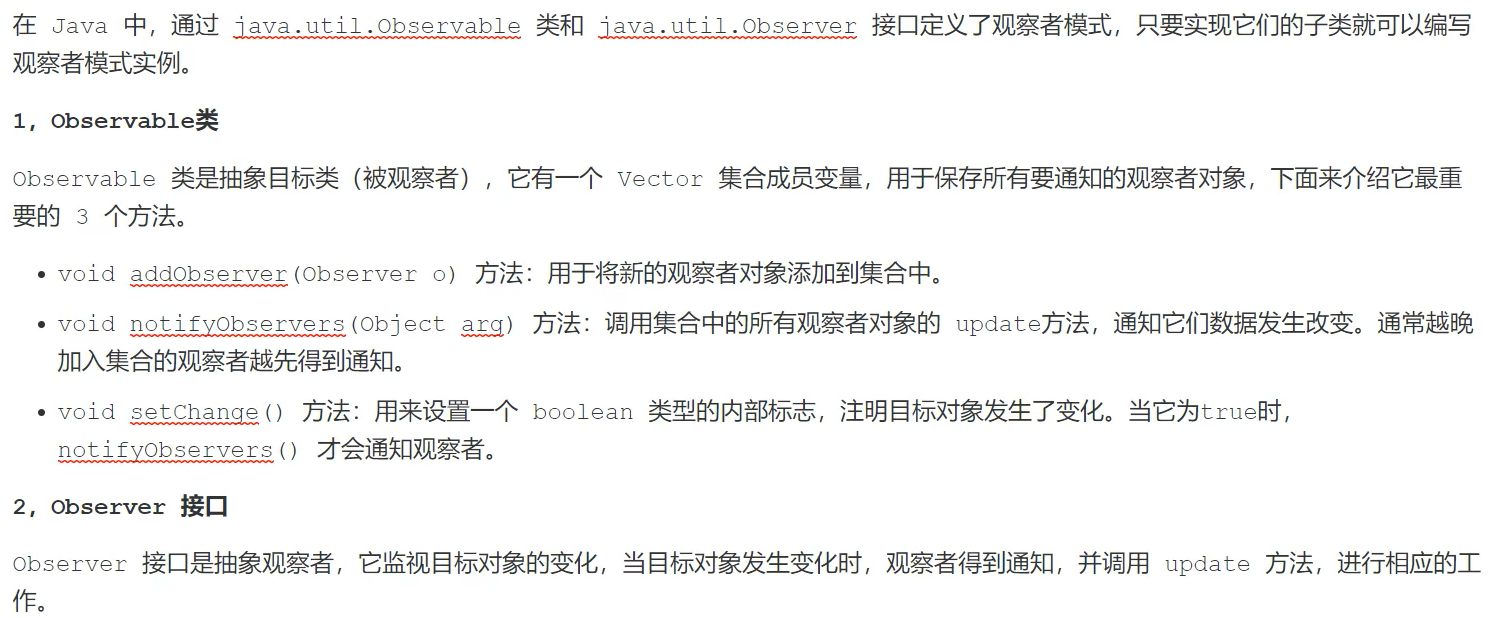 在 Java 中，通过 java.util.Observable 类和 java.util.Observer 接口定义了观察者模式，只要实现它们的子类就可以编写
观察者模式实例。
1，Observable类
Observable 类是抽象目标类（被观察者），它有一个 Vector 集合成员变量，用于保存所有要通知的观察者对象，下面来介绍它最重
要的 3 个方法。
• void addObserver(Observer o) 方法：用于将新的观察者对象添加到集合中。
• void notifyObservers(Object arg) 方法：调用集合中的所有观察者对象的 update方法，通知它们数据发生改变。通常越晚
加入集合的观察者越先得到通知。
• void setChange() 方法：用来设置一个 boolean 类型的内部标志，注明目标对象发生了变化。当它为true时，
notifyObservers() 才会通知观察者。
2，Observer 接口
Observer 接口是抽象观察者，它监视目标对象的变化，当目标对象发生变化时，观察者得到通知，并调用 update 方法，进行相应的工
作。